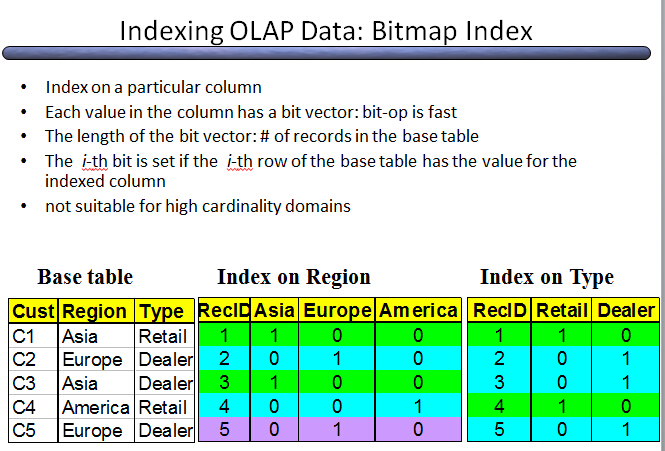 Indexing OLAP Data: Bitmap Index
• Index on a particular column
• Each value in the column has a bit vector: bit-op is fast
• The length of the bit vector: # of records in the base table
• The i-th bit is set if the i-th row of the base table has the value for the
indexed column
• not suitable for high cardinality domains
Base table
Cust Region Type
C1 Asia Retail
C2 Europe Dealer
C3 Asia Dealer
C4 America Retail
C5 Europe Dealer
Index on Region
RecID Asia Europe America
1 1 0 0
2 0 1 0
3 1 0 0
4 0 0 1
5 0 1 0
Index on Type
RecID Retail Dealer
1 1 0
2 0 1
3 0 1
4 1 0
5 0 1